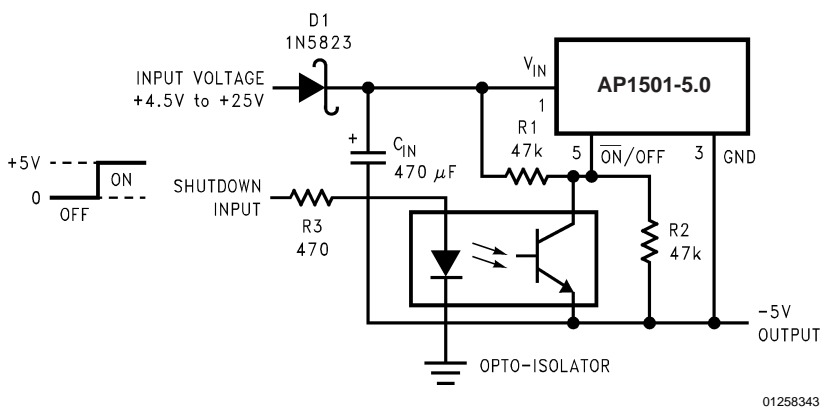 D1
1N5823
INPUT VOLTAGE
+4.5V to +25V
VIN
1
AP1501-5.0
R1
47k
5
ON/OFF
3
GND
+
CIN
470 μF
+5V
0
ON
OFF
SHUTDOWN
INPUT
R3
470
R2
47k
-5V
OUTPUT
OPTO-ISOLATOR
01258343